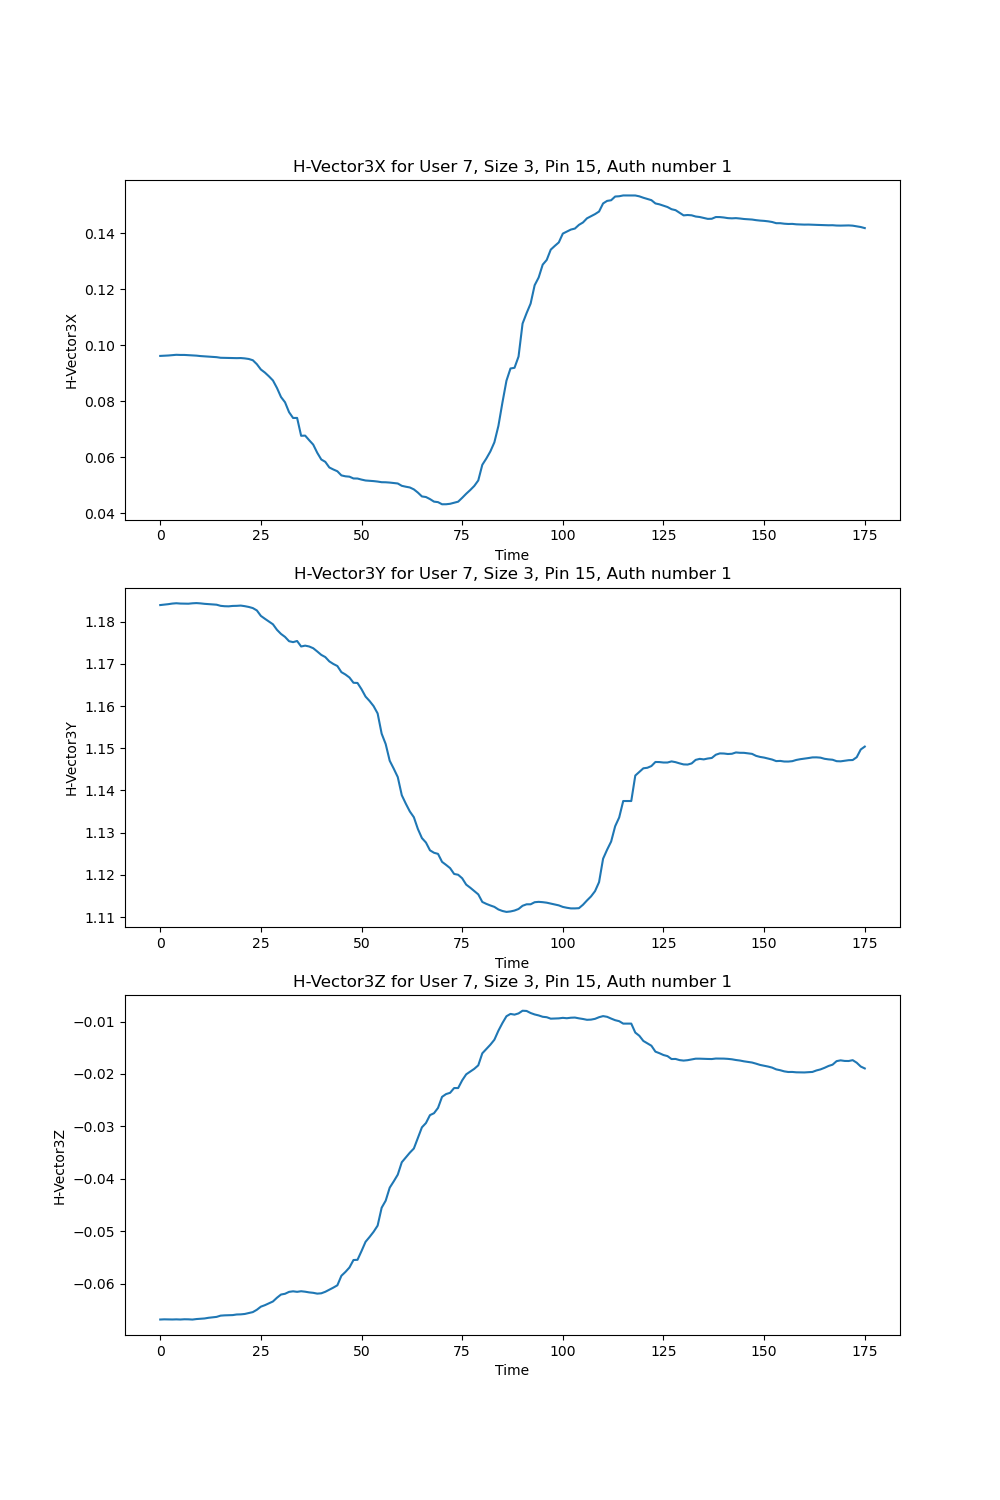 H-Vector3X for User 7, Size 3, Pin 15, Auth number 1
0.14
0.12
0.10
0.08
0.06
0.04
H-Vector3X
0 25 50 75 100 125 150 175
Time
H-Vector3Y for User 7, Size 3, Pin 15, Auth number 1
1.18
1.17
1.16
1.15
1.14
1.13
1.12
1.11
H-Vector3Y
0 25 50 75 100 125 150 175
Time
H-Vector3Z for User 7, Size 3, Pin 15, Auth number 1
−0.01
−0.02
−0.03
−0.04
−0.05
−0.06
H-Vector3Z
0 25 50 75 100 125 150 175
Time